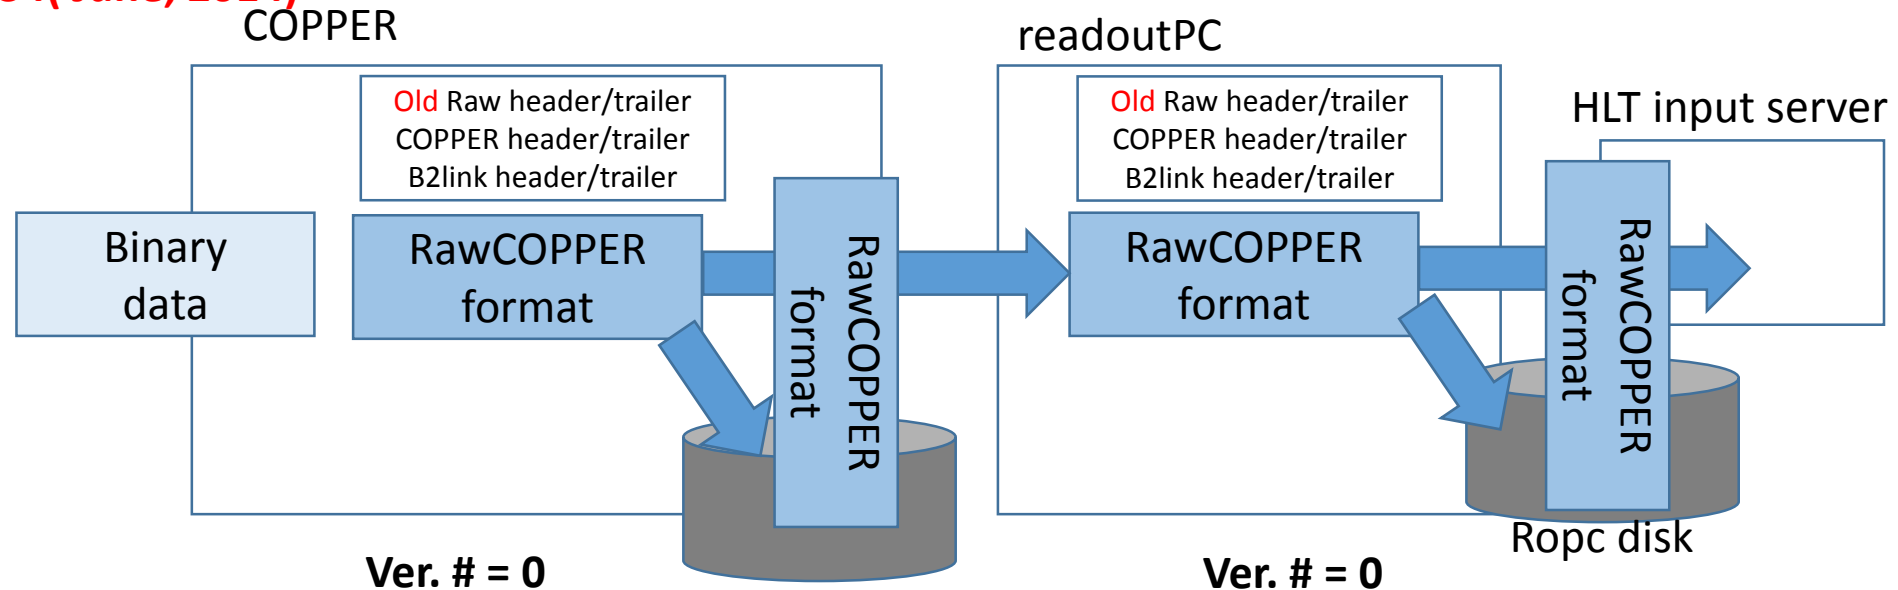 COPPER
readoutPC
HLT input server
Old Raw header/trailer
COPPER header/trailer
B2link header/trailer
Old Raw header/trailer
COPPER header/trailer
B2link header/trailer
Binary
data
RawCOPPER
format
RawCOPPER
format
RawCOPPER
format
RawCOPPER
format
Ropc disk
Ver. # = 0
Ver. # = 0